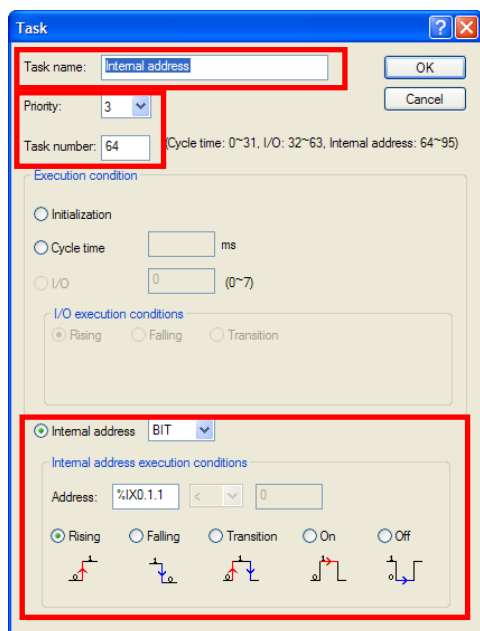 Task
Task name: Internal address OK
Priority: 3 Cancel
Task number: 64 (Cycle time: 0~31, I/O: 32~63, Internal address: 64~95)
Execution condition
Initialization
Cycle time ms
I/O 0 (0~7)
I/O execution conditions
Rising Falling Transition
Internal address BIT
Internal address execution conditions
Address: %IX0.1.1 < 0
Rising Falling Transition On Off